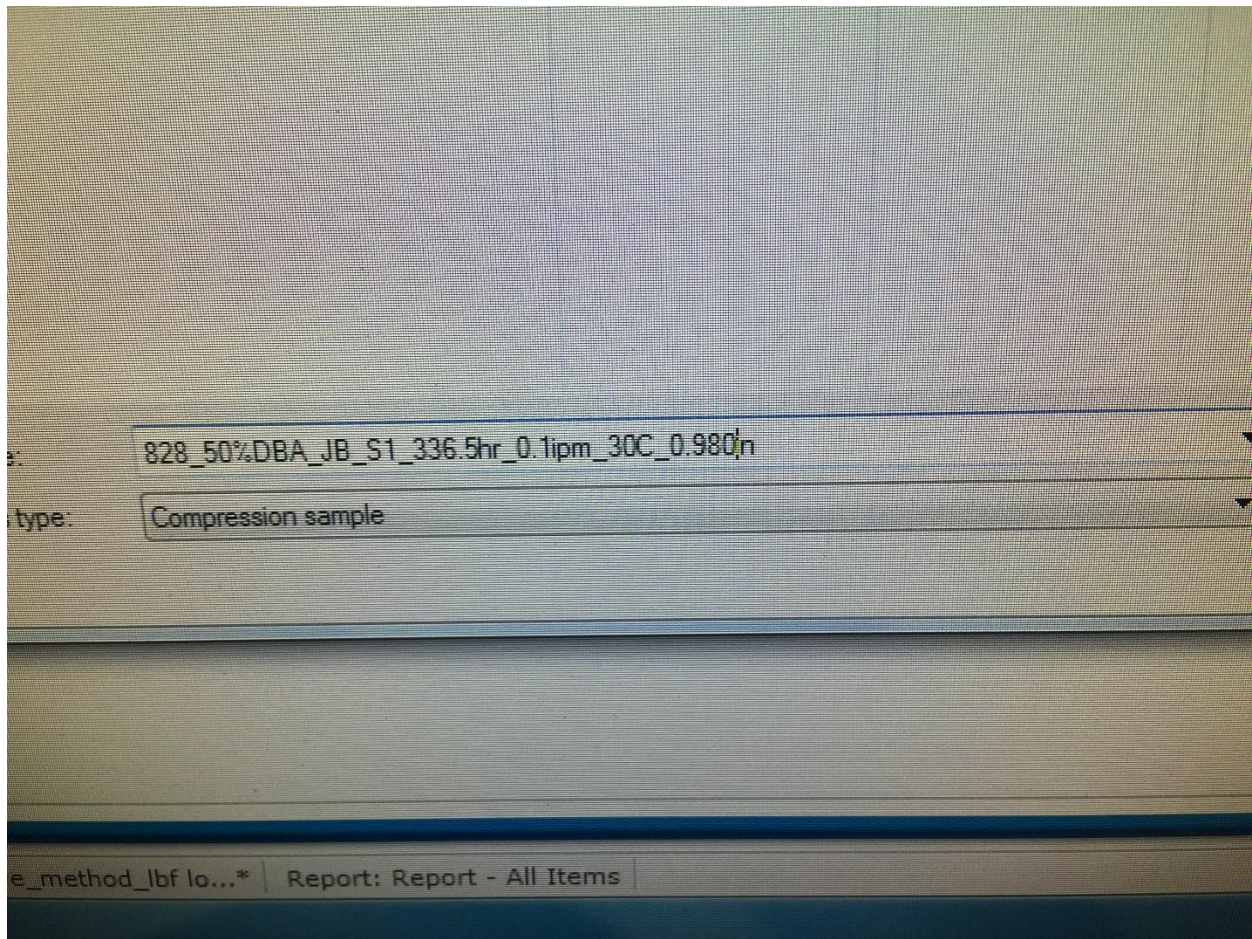 e: 828_50%DBA_JB_S1_336.5hr_0.1ipm_30C_0.980in
type: Compression sample
e_method_lbf lo...* Report: Report - All Items